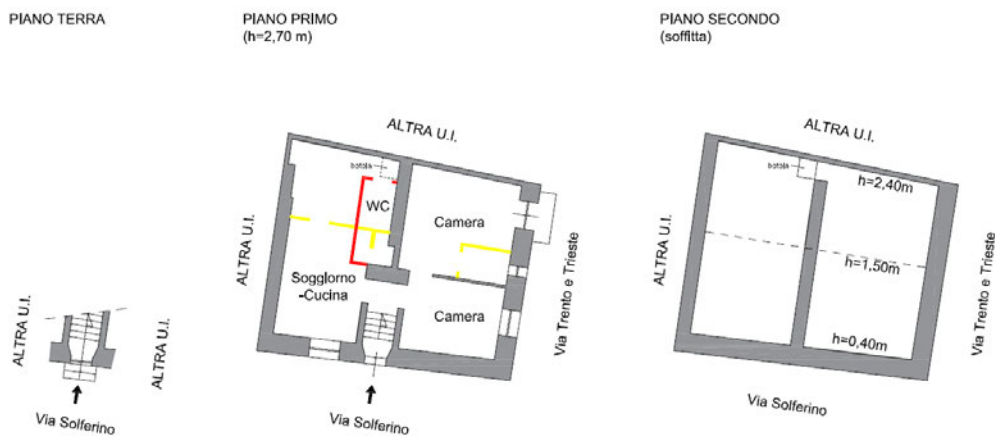 PIANO TERRA
PIANO PRIMO
(h=2,70 m)
PIANO SECONDO
(soffitta)
ALTRA U.I.
ALTRA U.I.
Via Solferino
ALTRA U.I.
ALTRA U.I.
botola
WC
Camera
Soggiorno
-Cucina
Camera
Via Trento e Trieste
Via Solferino
ALTRA U.I.
ALTRA U.I.
botola
h=2,40m
h=1,50m
h=0,40m
Via Trento e Trieste
Via Solferino